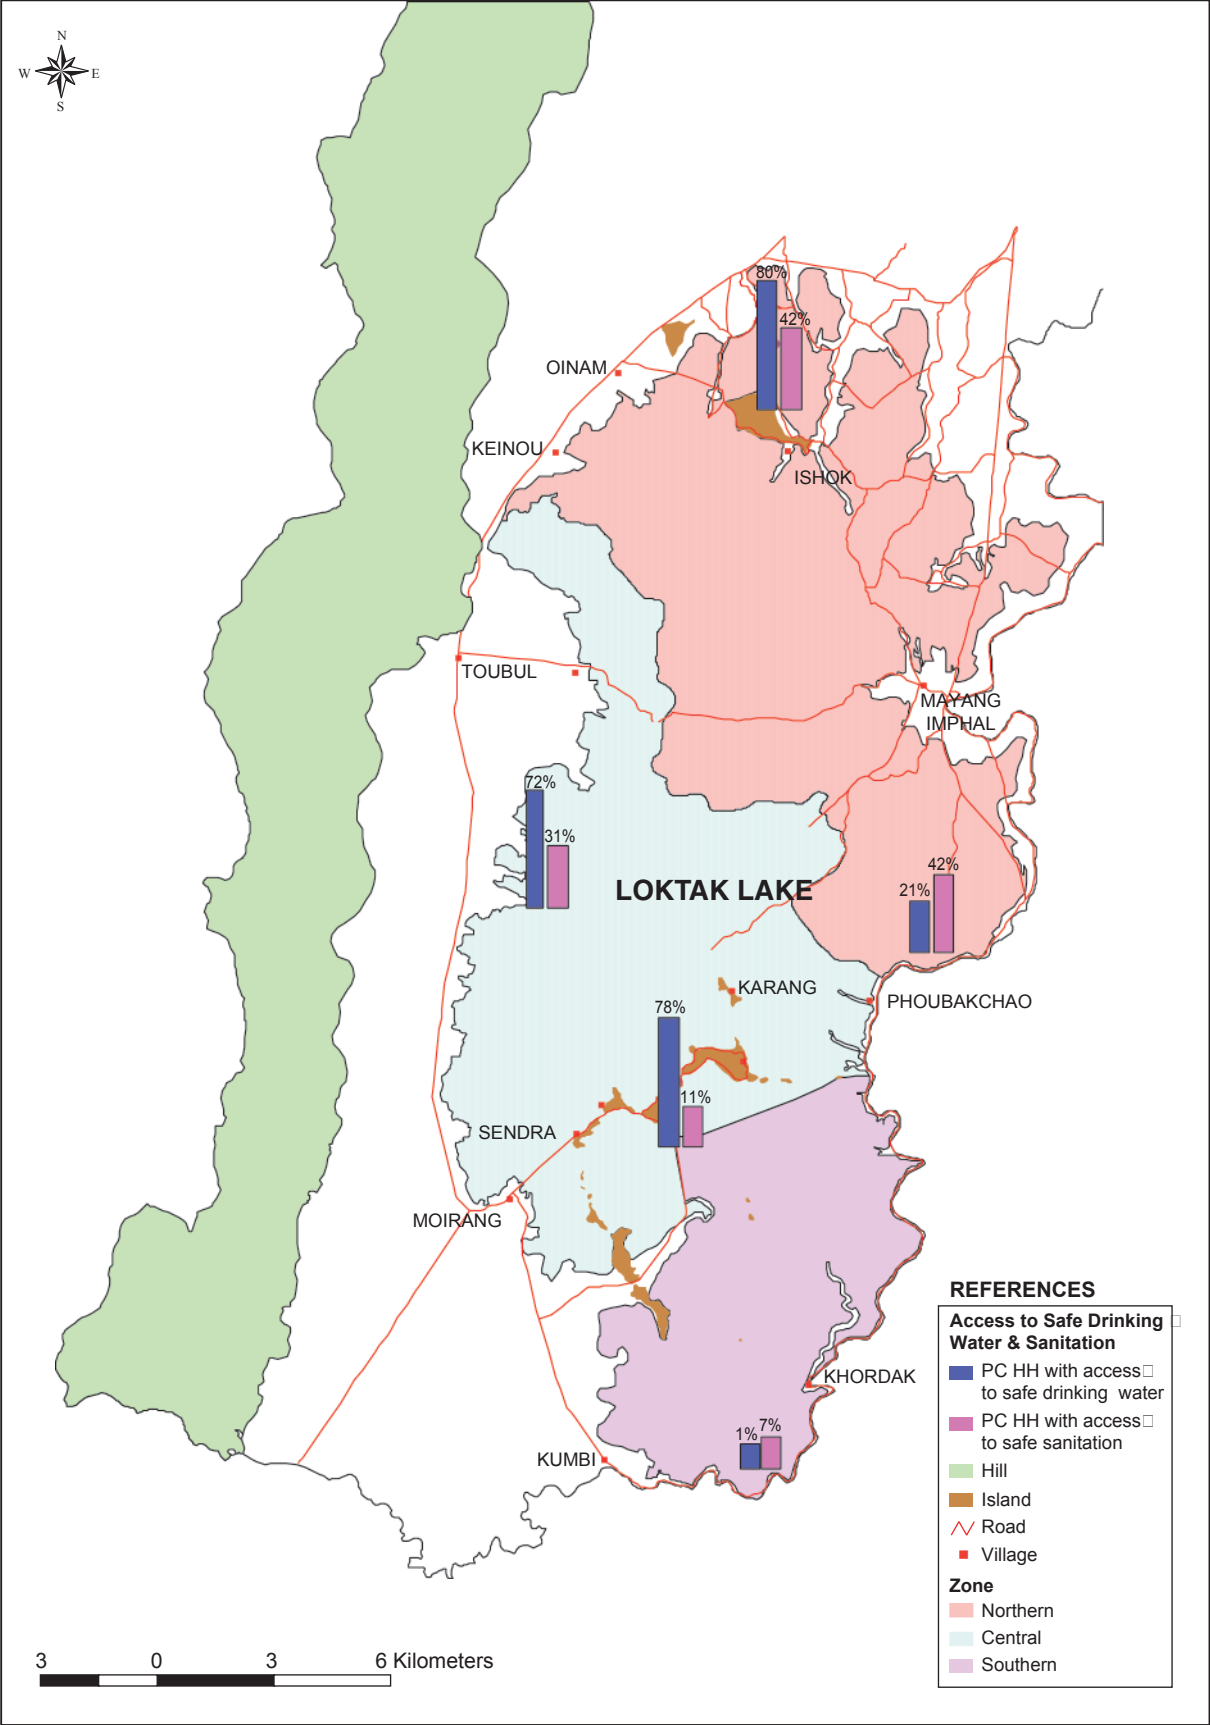 N
W E
S
80%
42%
OINAM
KEINOU
ISHOK
TOUBUL
MAYANG
IMPHAL
72%
31%
LOKTAK LAKE
42%
21%
KARANG
PHOUBAKCHAO
78%
11%
SENDRA
MOIRANG
KHORDAK
1% 7%
KUMBI
REFERENCES
Access to Safe Drinking
Water & Sanitation
PC HH with access
to safe drinking water
PC HH with access
to safe sanitation
Hill
Island
Road
Village
Zone
Northern
Central
Southern
3 0 3 6 Kilometers